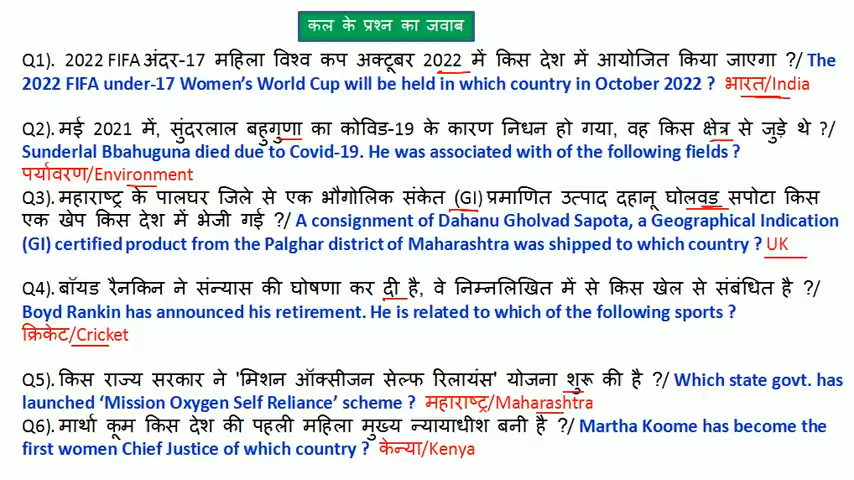 कल के प्रश्न का जवाब
Q1). 2022 FIFA अंडर-17 महिला विश्व कप अक्टूबर 2022 में किस देश में आयोजित किया जाएगा ?/ The
2022 FIFA under-17 Women's World Cup will be held in which country in October 2022 ? भारत/India
Q2). मई 2021 में, सुंदरलाल बहुगुणा का कोविड-19 के कारण निधन हो गया, वह किस क्षेत्र से जुड़े थे ?/
Sunderlal Bbahuguna died due to Covid-19. He was associated with of the following fields ?
पर्यावरण/Environment
Q3). महाराष्ट्र के पालघर जिले से एक भौगोलिक संकेत (GI) प्रमाणित उत्पाद दहानू घोलवड़ सपोटा किस
एक खेप किस देश में भेजी गई ?/ A consignment of Dahanu Gholvad Sapota, a Geographical Indication
(GI) certified product from the Palghar district of Maharashtra was shipped to which country ? UK
Q4). बॉयड रैनकिन ने संन्यास की घोषणा कर दी है, वे निम्नलिखित में से किस खेल से संबंधित है ?/
Boyd Rankin has announced his retirement. He is related to which of the following sports ?
क्रिकेट/Cricket
Q5). किस राज्य सरकार ने 'मिशन ऑक्सीजन सेल्फ रिलायंस' योजना शुरू की है ?/ Which state govt. has
launched ‘Mission Oxygen Self Reliance’ scheme ? महाराष्ट्र/Maharashtra
Q6). मार्था कूम किस देश की पहली महिला मुख्य न्यायाधीश बनी है ?/ Martha Koome has become the
first women Chief Justice of which country ? केन्या/Kenya